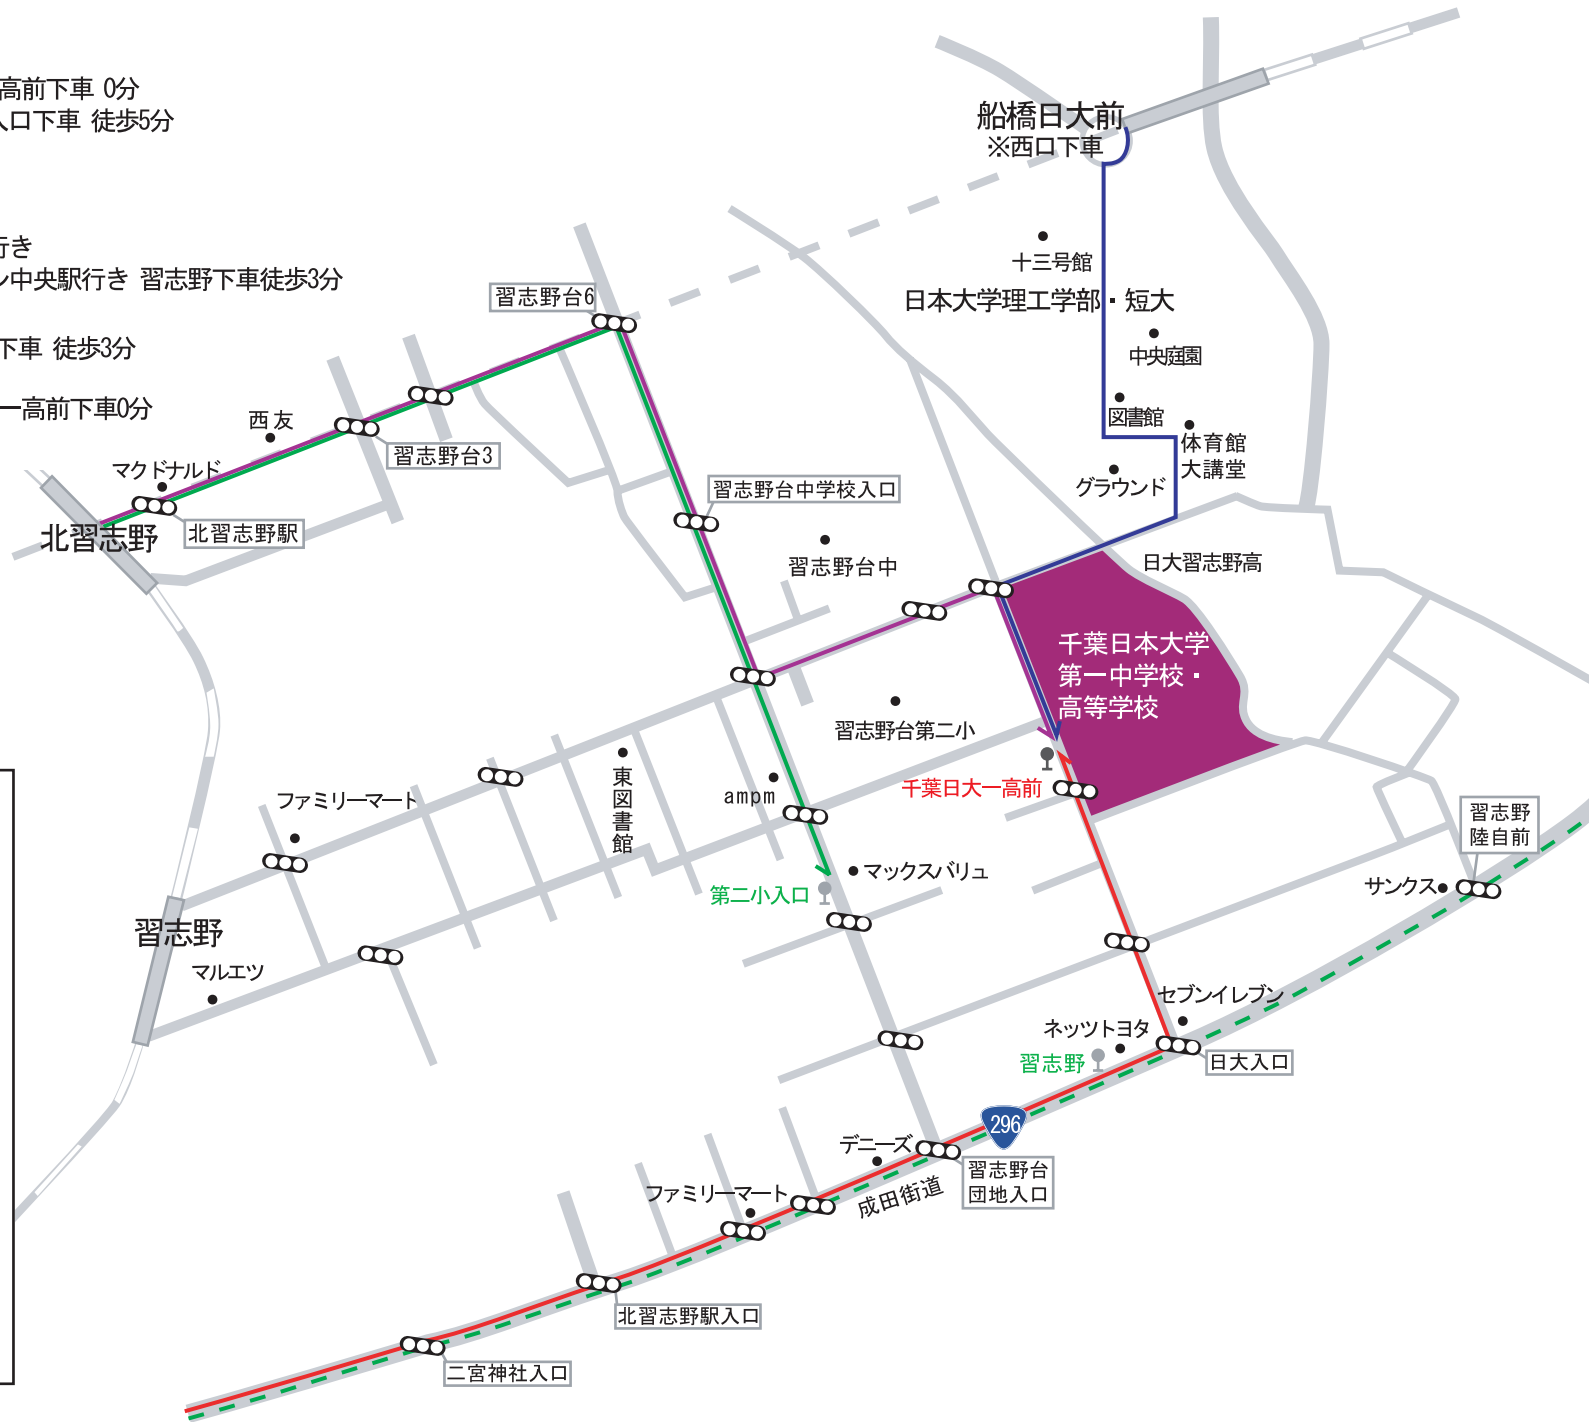 高前下車 0分
入口下車 徒歩5分
行き
ン中央駅行き 習志野下車徒歩3分
下車 徒歩3分
一高前下車0分
船橋日大前
※西口下車
十三号館
日本大学理工学部・短大
中央庭園
図書館
体育館
大講堂
グラウンド
習志野台6
西友
習志野台3
マクドナルド
北習志野
北習志野駅
習志野台中学校入口
習志野台中
日大習志野高
千葉日本大学
第一中学校・
高等学校
習志野台第二小
千葉日大一高前
東図書館
ampm
ファミリーマート
マックスバリュ
第二小入口
習志野
陸自前
サンクス
習志野
マルエツ
セブンイレブン
ネッツトヨタ
習志野
日大入口
296
デニーズ
習志野台
団地入口
成田街道
ファミリーマート
北習志野駅入口
二宮神社入口